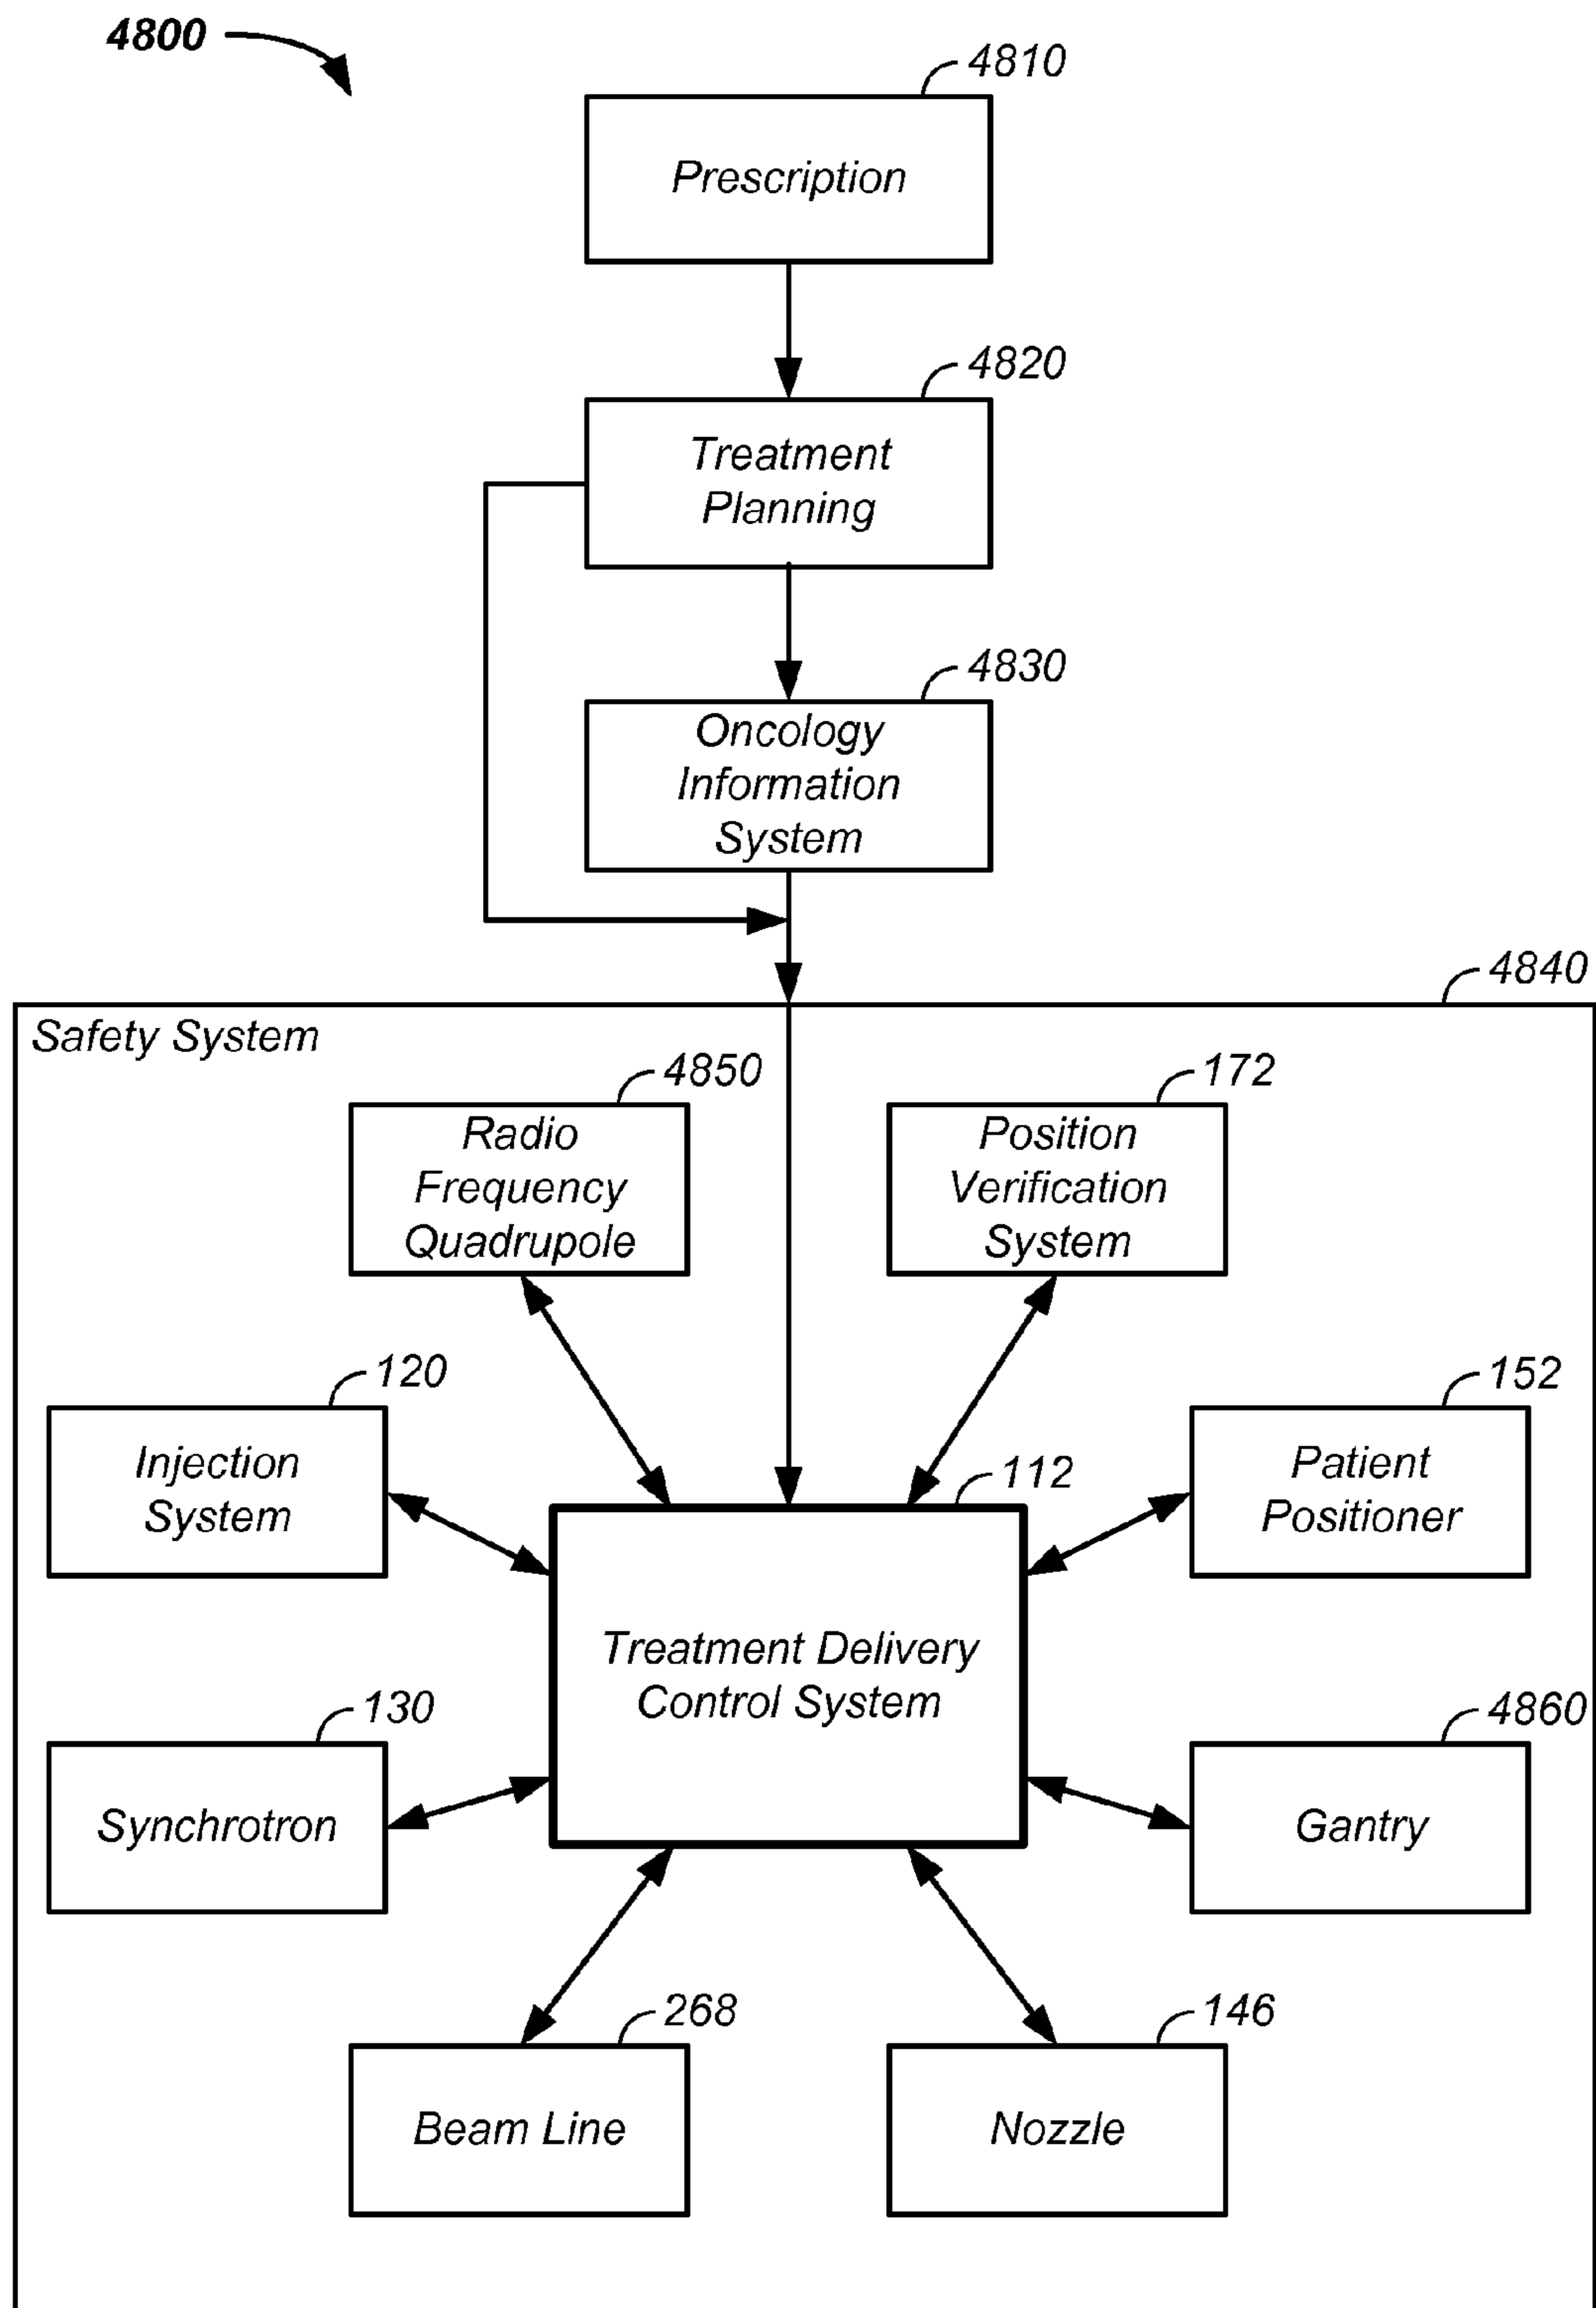 4800
4810
Prescription
4820
Treatment
Planning
4830
Oncology
Information
System
4840
Safety System
4850
Radio
Frequency
Quadrupole
172
Position
Verification
System
120
Injection
System
152
Patient
Positioner
112
Treatment Delivery
Control System
130
Synchrotron
4860
Gantry
268
Beam Line
146
Nozzle